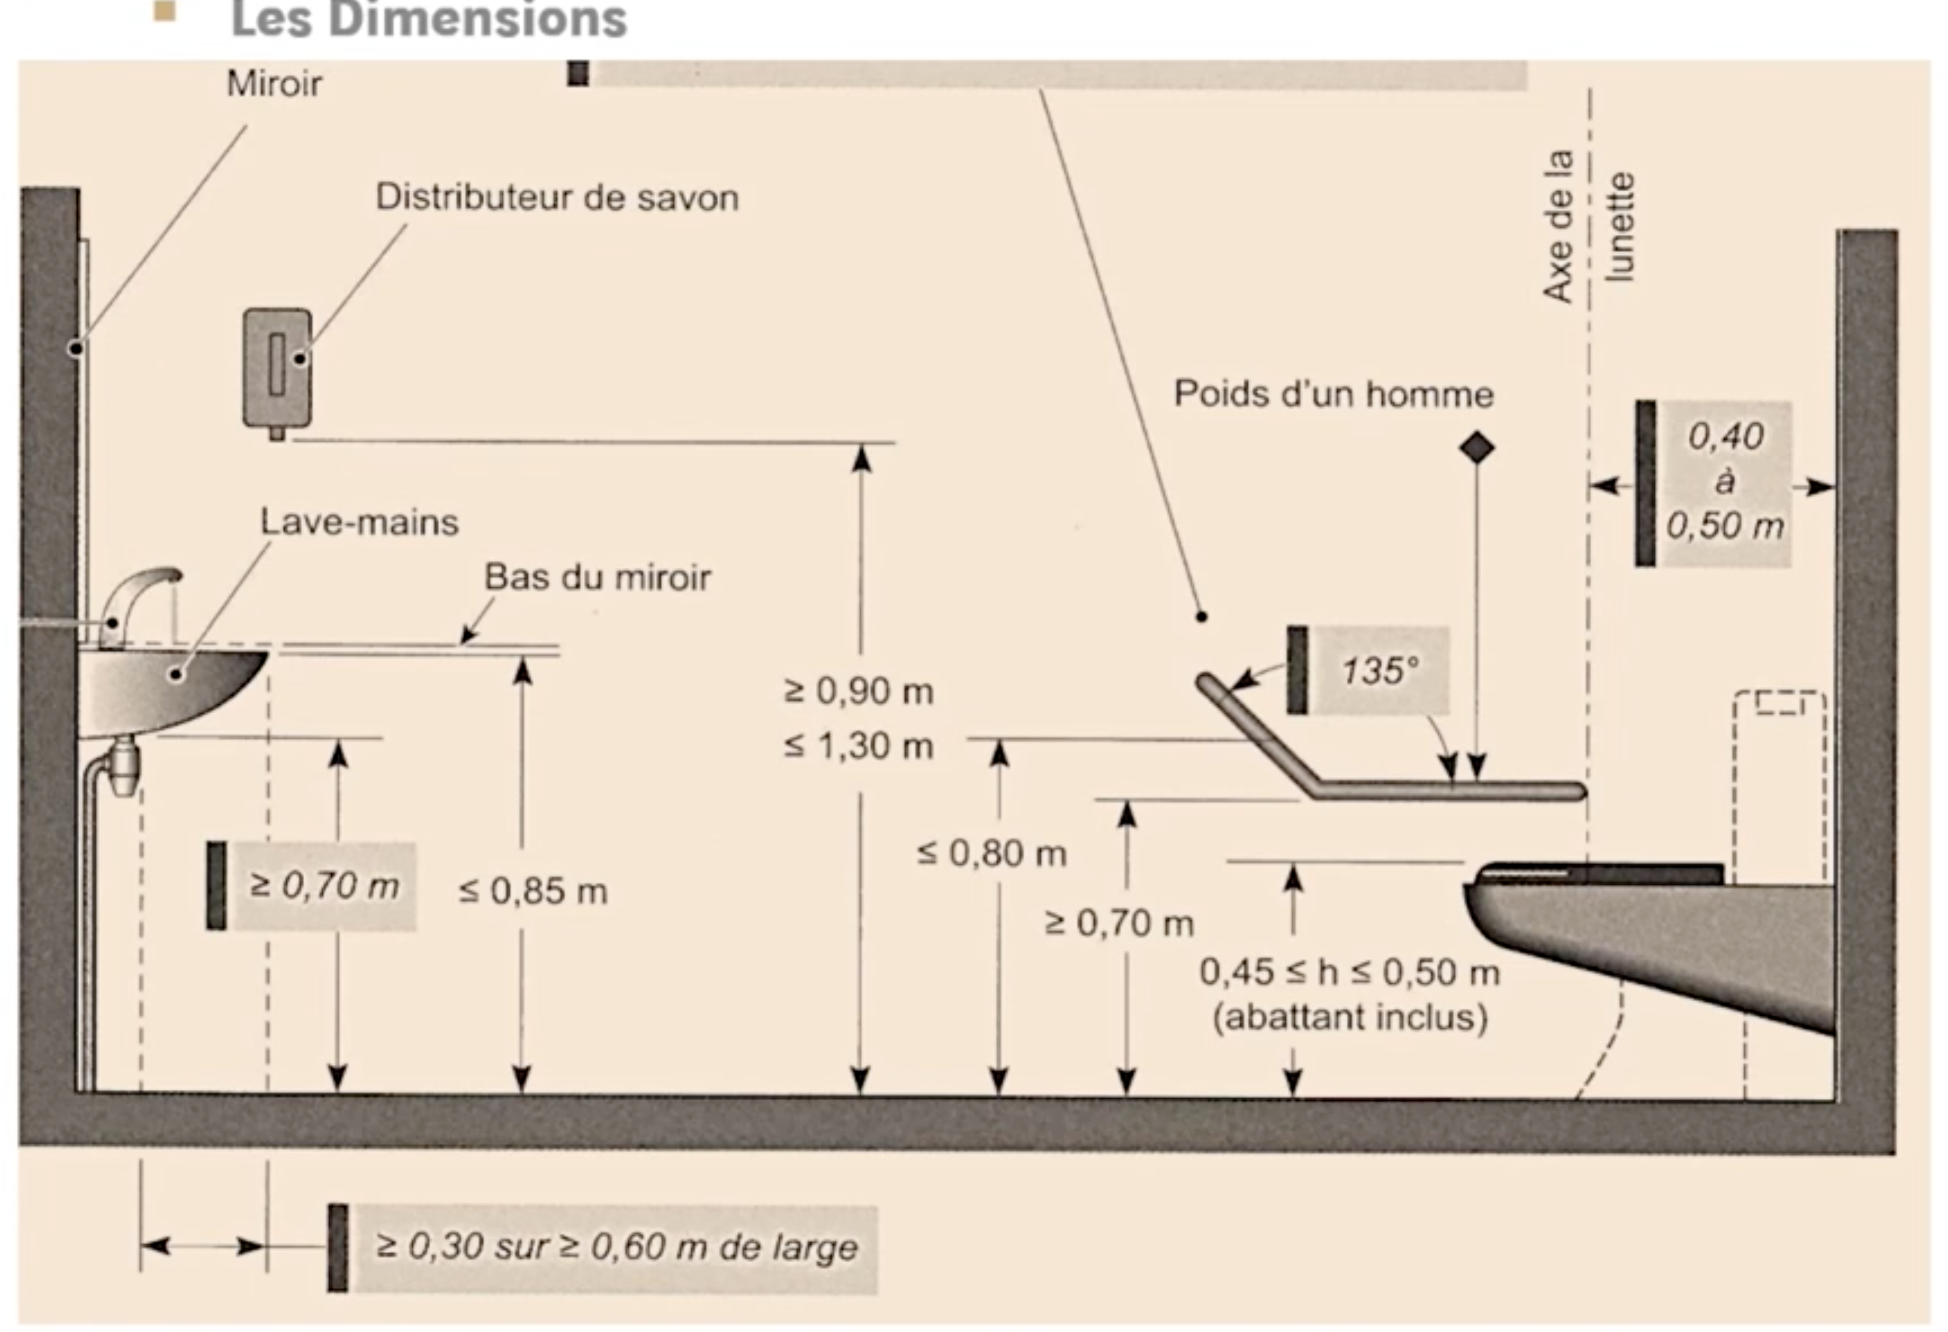 Les Dimensions
Miroir
Distributeur de savon
Axe de la
lunette
Poids d'un homme
0,40
à
0,50 m
Lave-mains
Bas du miroir
135°
≥ 0,90 m
≤ 1,30 m
≥ 0,70 m
≤ 0,85 m
≤ 0,80 m
≥ 0,70 m
0,45 ≤ h ≤ 0,50 m
(abattant inclus)
≥ 0,30 sur ≥ 0,60 m de large